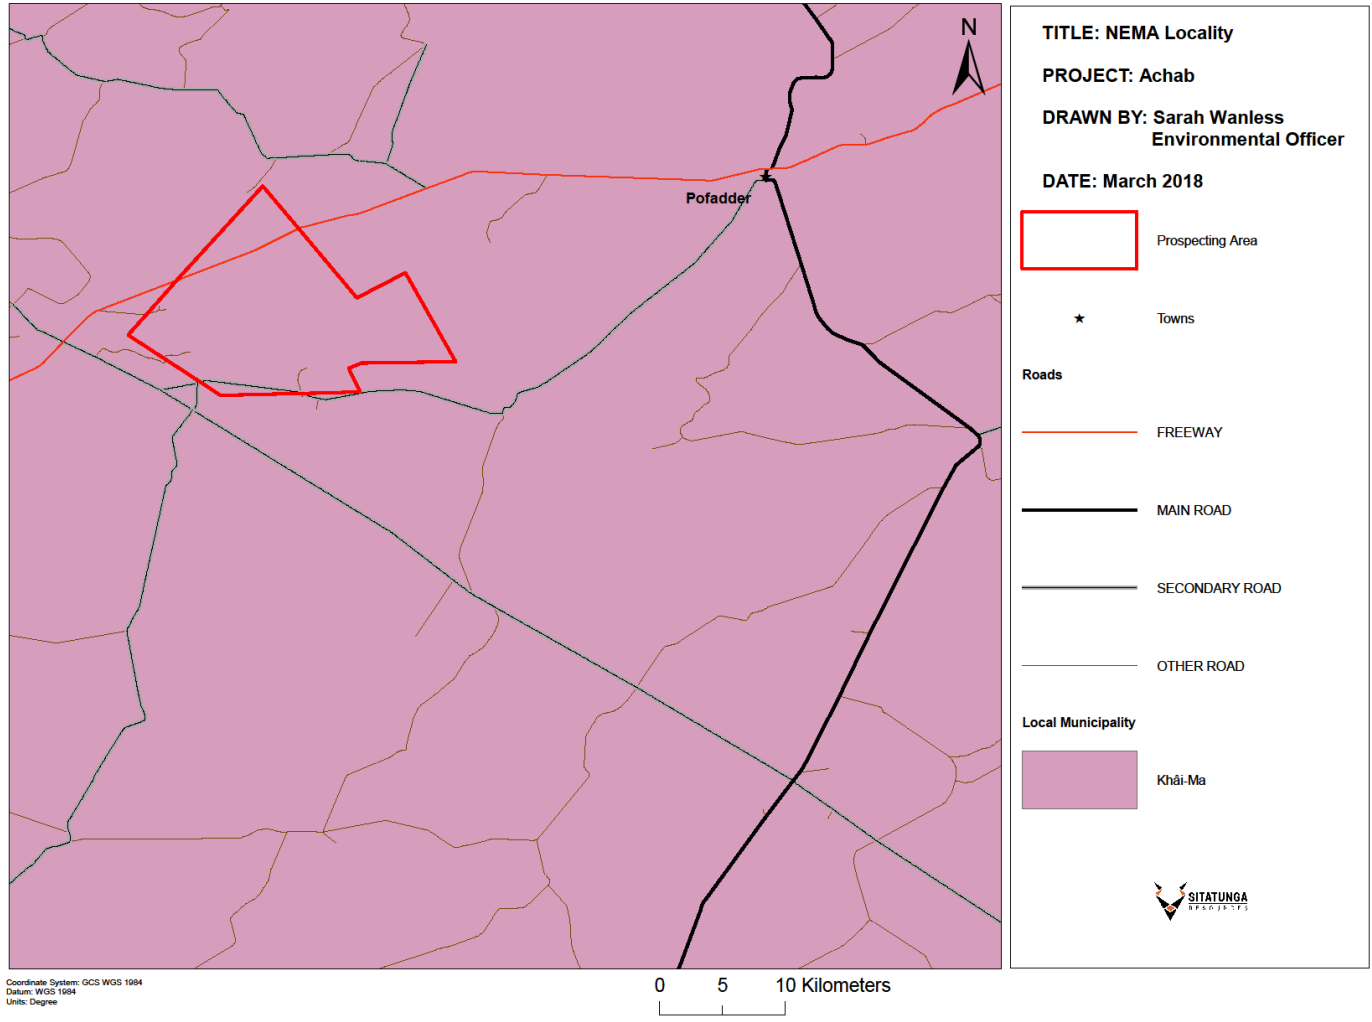 N
Pofadder
TITLE: NEMA Locality
PROJECT: Achab
DRAWN BY: Sarah Wanless
Environmental Officer
DATE: March 2018
Prospecting Area
Towns
Roads
FREEWAY
MAIN ROAD
SECONDARY ROAD
OTHER ROAD
Local Municipality
Khâi-Ma
SITATUNGA
RESOURCES
Coordinate System: GCS WGS 1984
Datum: WGS 1984
Units: Degree
0 5 10 Kilometers